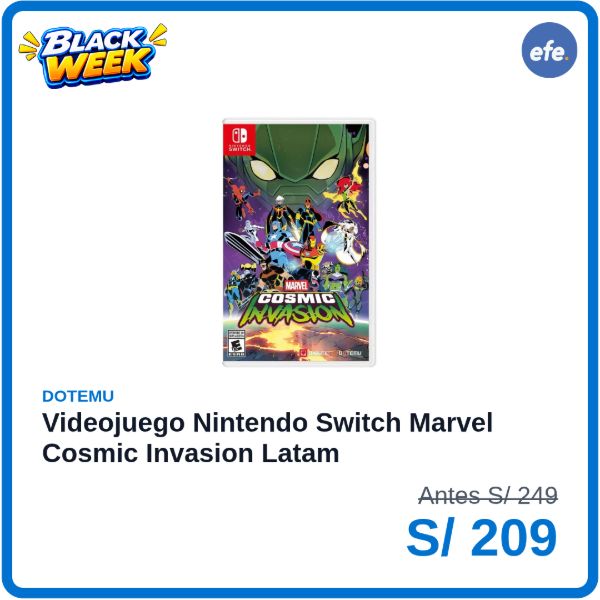 BLACK
WEEK
efe.
NINTENDO
SWITCH
MARVEL
COSMIC
INVASION
DOTEMU
DOTEMU
Videojuego Nintendo Switch Marvel
Cosmic Invasion Latam
Antes S/ 249
S/ 209